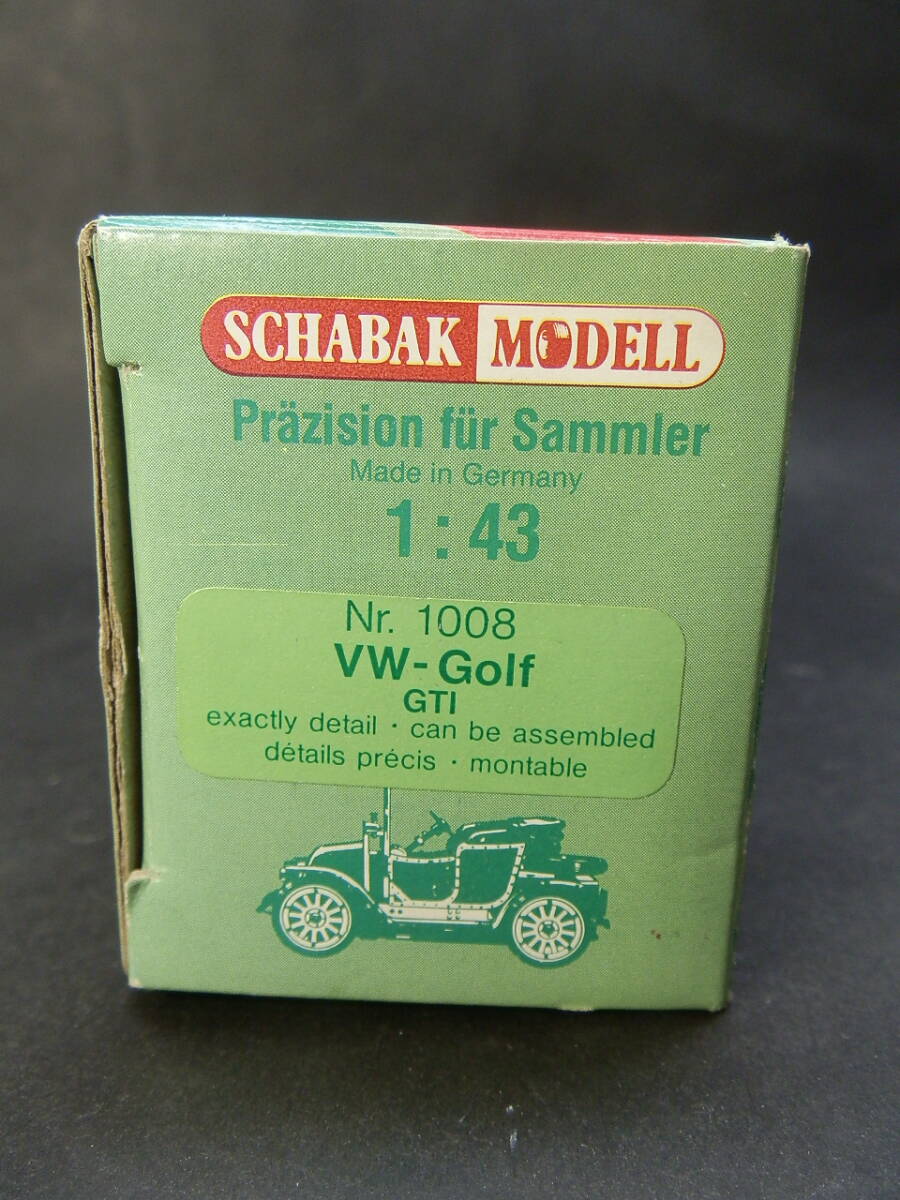 SCHABAK MODELL
Präzision für Sammler
Made in Germany
1:43
Nr. 1008
VW-Golf
GTI
exactly detail · can be assembled
détails précis · montable